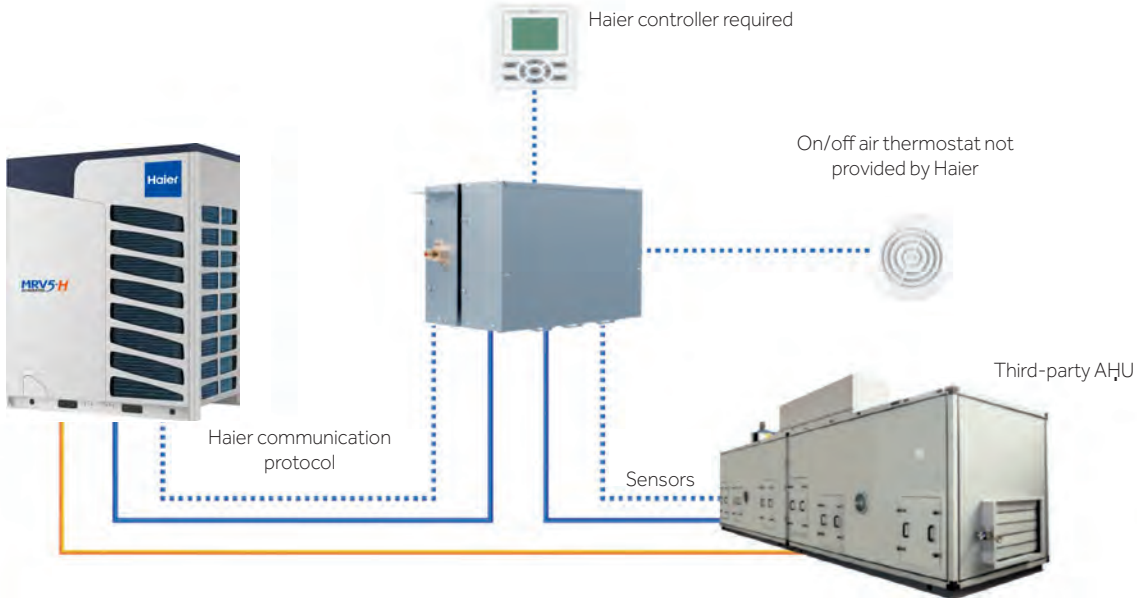 Haier controller required
On/off air thermostat not
provided by Haier
Haier
MRV5-H
Third-party AHU
Haier communication
protocol
Sensors